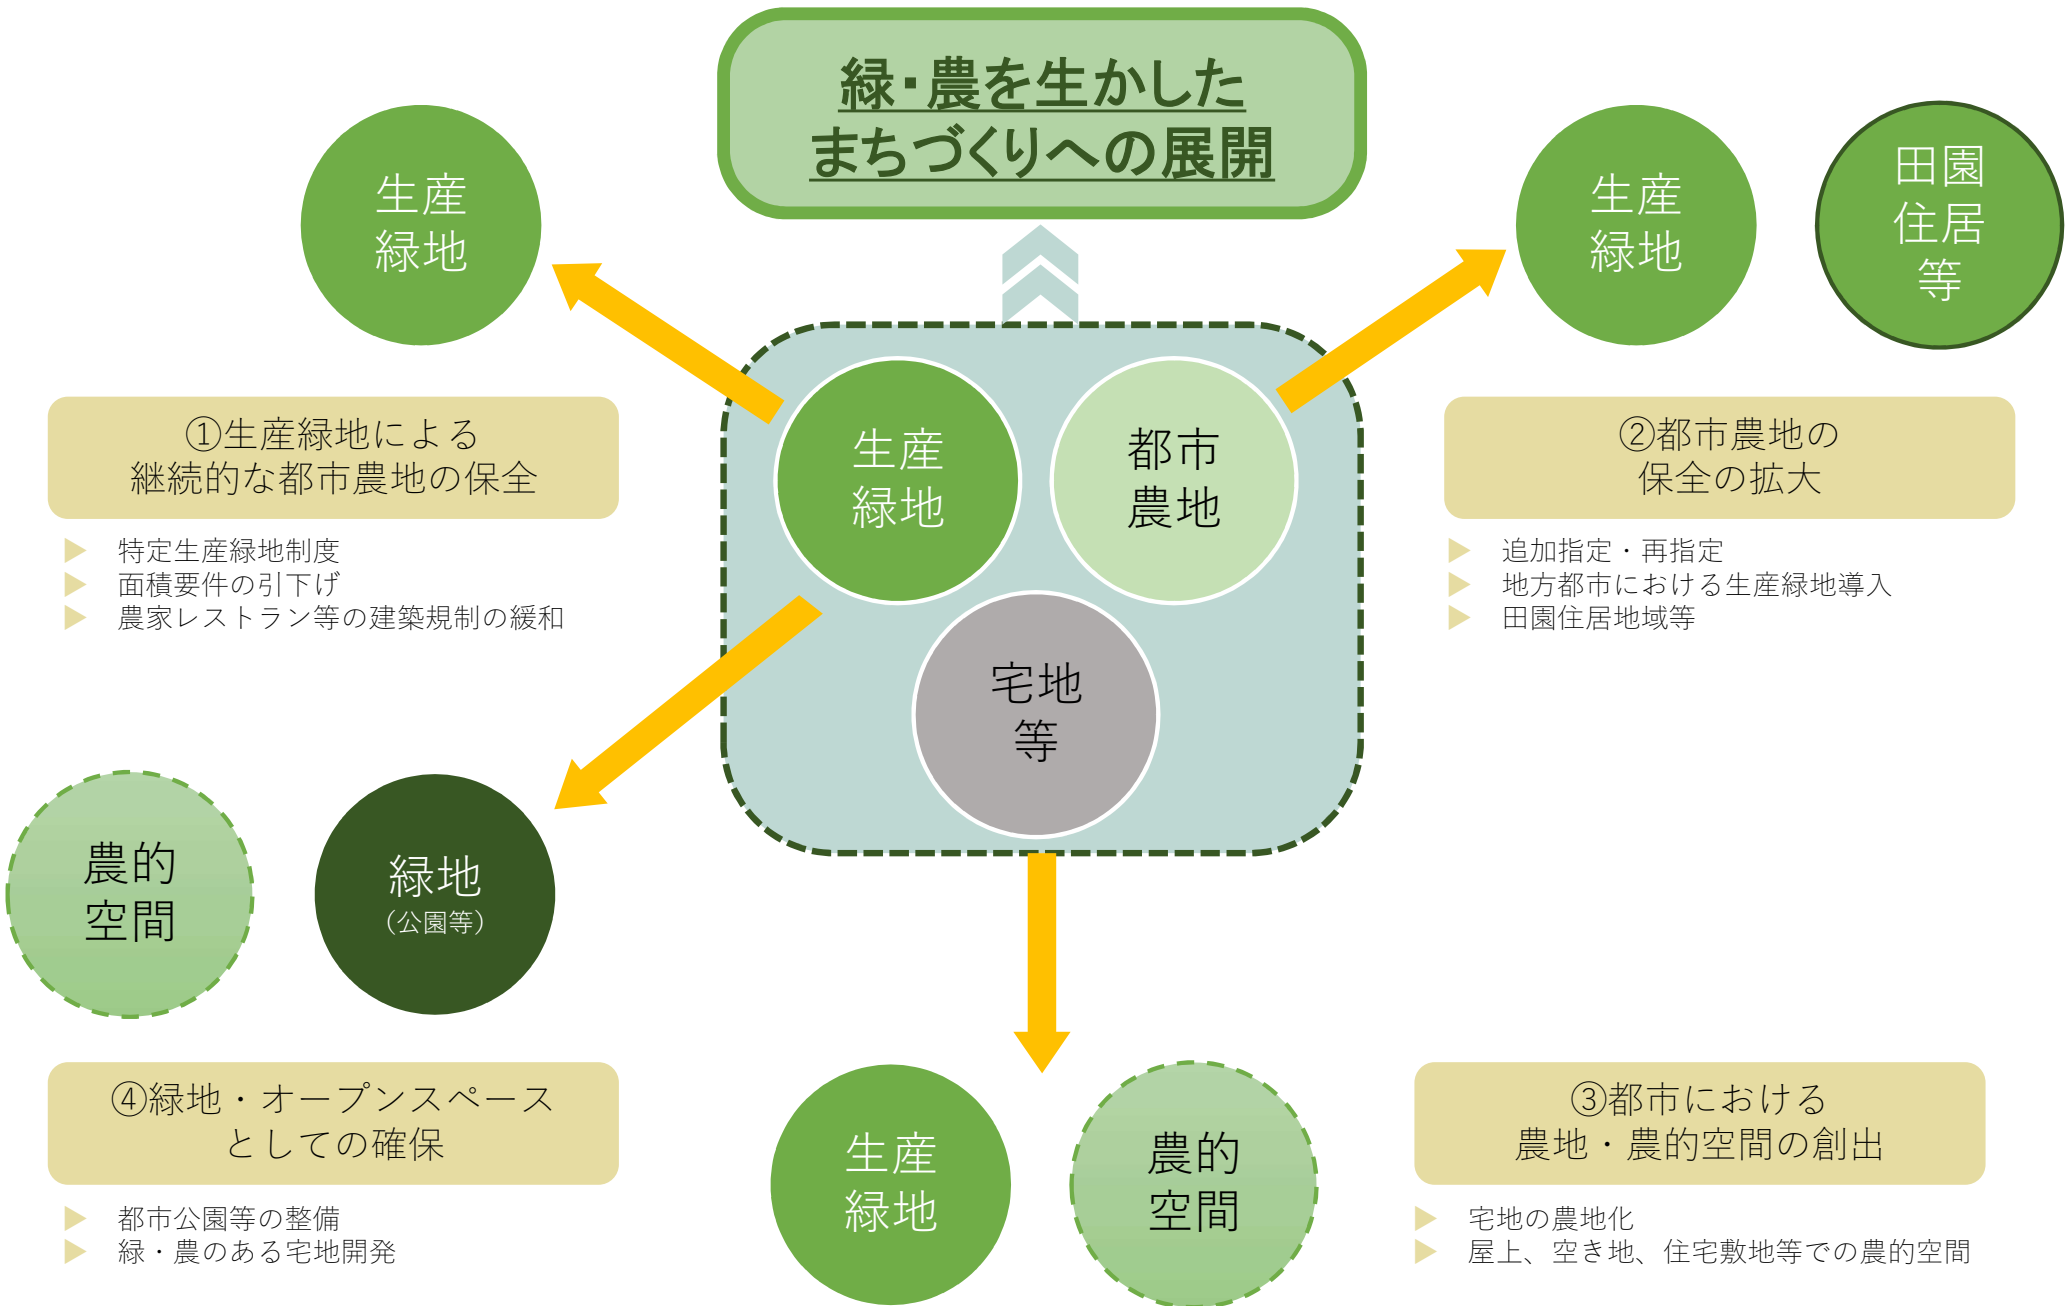 緑・農を生かした
まちづくりへの展開
生産
緑地
生産
緑地
田園
住居
等
①生産緑地による
継続的な都市農地の保全
特定生産緑地制度
面積要件の引下げ
農家レストラン等の建築規制の緩和
生産
緑地
都市
農地
宅地
等
②都市農地の
保全の拡大
追加指定・再指定
地方都市における生産緑地導入
田園住居地域等
農的
空間
緑地
（公園等）
④緑地・オープンスペース
としての確保
都市公園等の整備
緑・農のある宅地開発
生産
緑地
農的
空間
③都市における
農地・農的空間の創出
宅地の農地化
屋上、空き地、住宅敷地等での農的空間